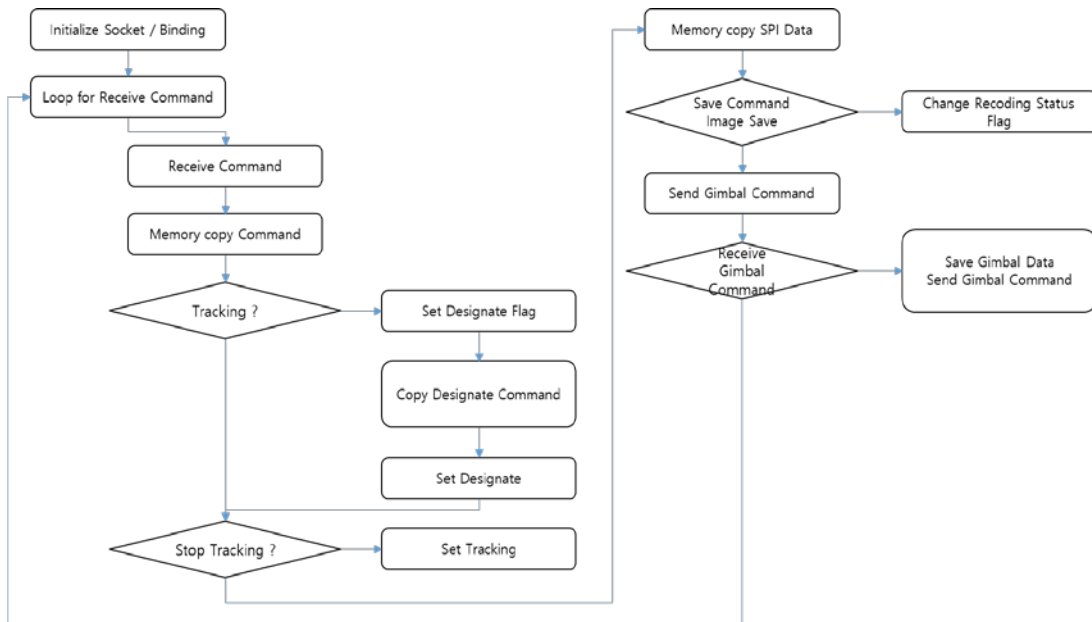 Initialize Socket / Binding
Loop for Receive Command
Receive Command
Memory copy Command
Tracking ?
Set Designate Flag
Copy Designate Command
Set Designate
Stop Tracking ?
Set Tracking
Memory copy SPI Data
Save Command
Image Save
Change Recoding Status
Flag
Send Gimbal Command
Receive
Gimbal
Command
Save Gimbal Data
Send Gimbal Command